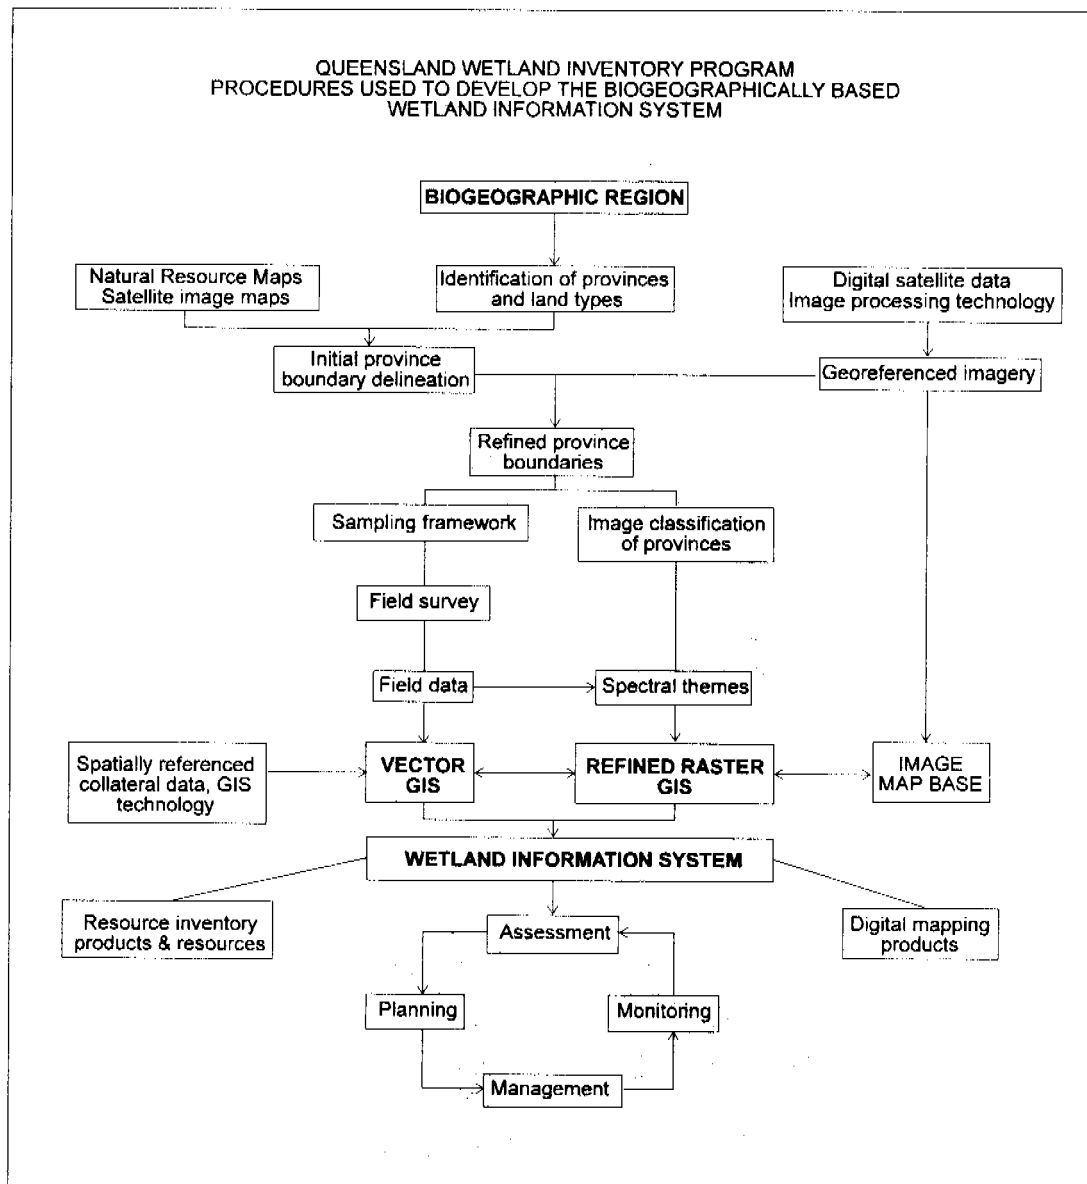 QUEENSLAND WETLAND INVENTORY PROGRAM
PROCEDURES USED TO DEVELOP THE BIOGEOGRAPHICALLY BASED
WETLAND INFORMATION SYSTEM
BIOGEOGRAPHIC REGION
Natural Resource Maps
Satellite image maps
Identification of provinces
and land types
Digital satellite data
Image processing technology
Initial province
boundary delineation
Georeferenced imagery
Refined province
boundaries
Sampling framework
Image classification
of provinces
Field survey
Field data
Spectral themes
Spatially referenced
collateral data, GIS
technology
VECTOR
GIS
REFINED RASTER
GIS
IMAGE
MAP BASE
WETLAND INFORMATION SYSTEM
Resource inventory
products & resources
Assessment
Digital mapping
products
Planning
Monitoring
Management